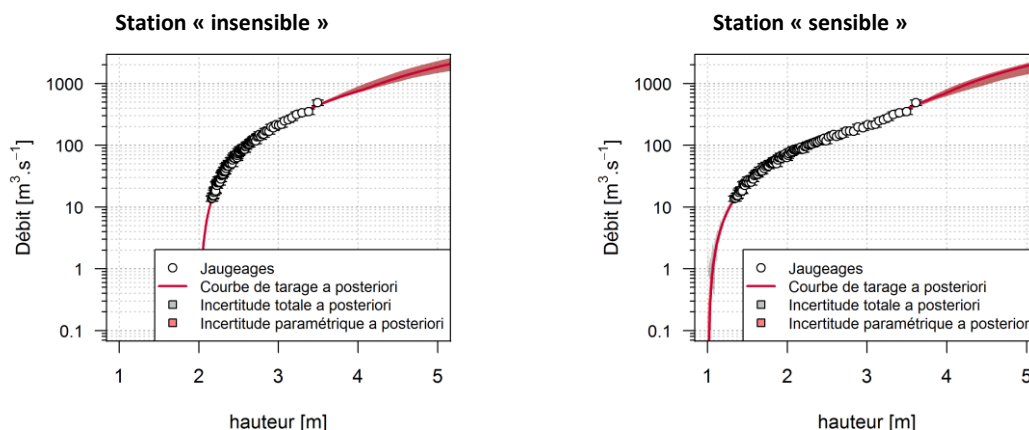 Station « insensible »
1000
100
10
1
0.1
Débit [m³.s⁻¹]
Jaugeages
Courbe de tarage a posteriori
Incertitude totale a posteriori
Incertitude paramétrique a posteriori
1 2 3 4 5
hauteur [m]
Station « sensible »
1000
100
10
1
0.1
Débit [m³.s⁻¹]
Jaugeages
Courbe de tarage a posteriori
Incertitude totale a posteriori
Incertitude paramétrique a posterior
1 2 3 4 5
hauteur [m]